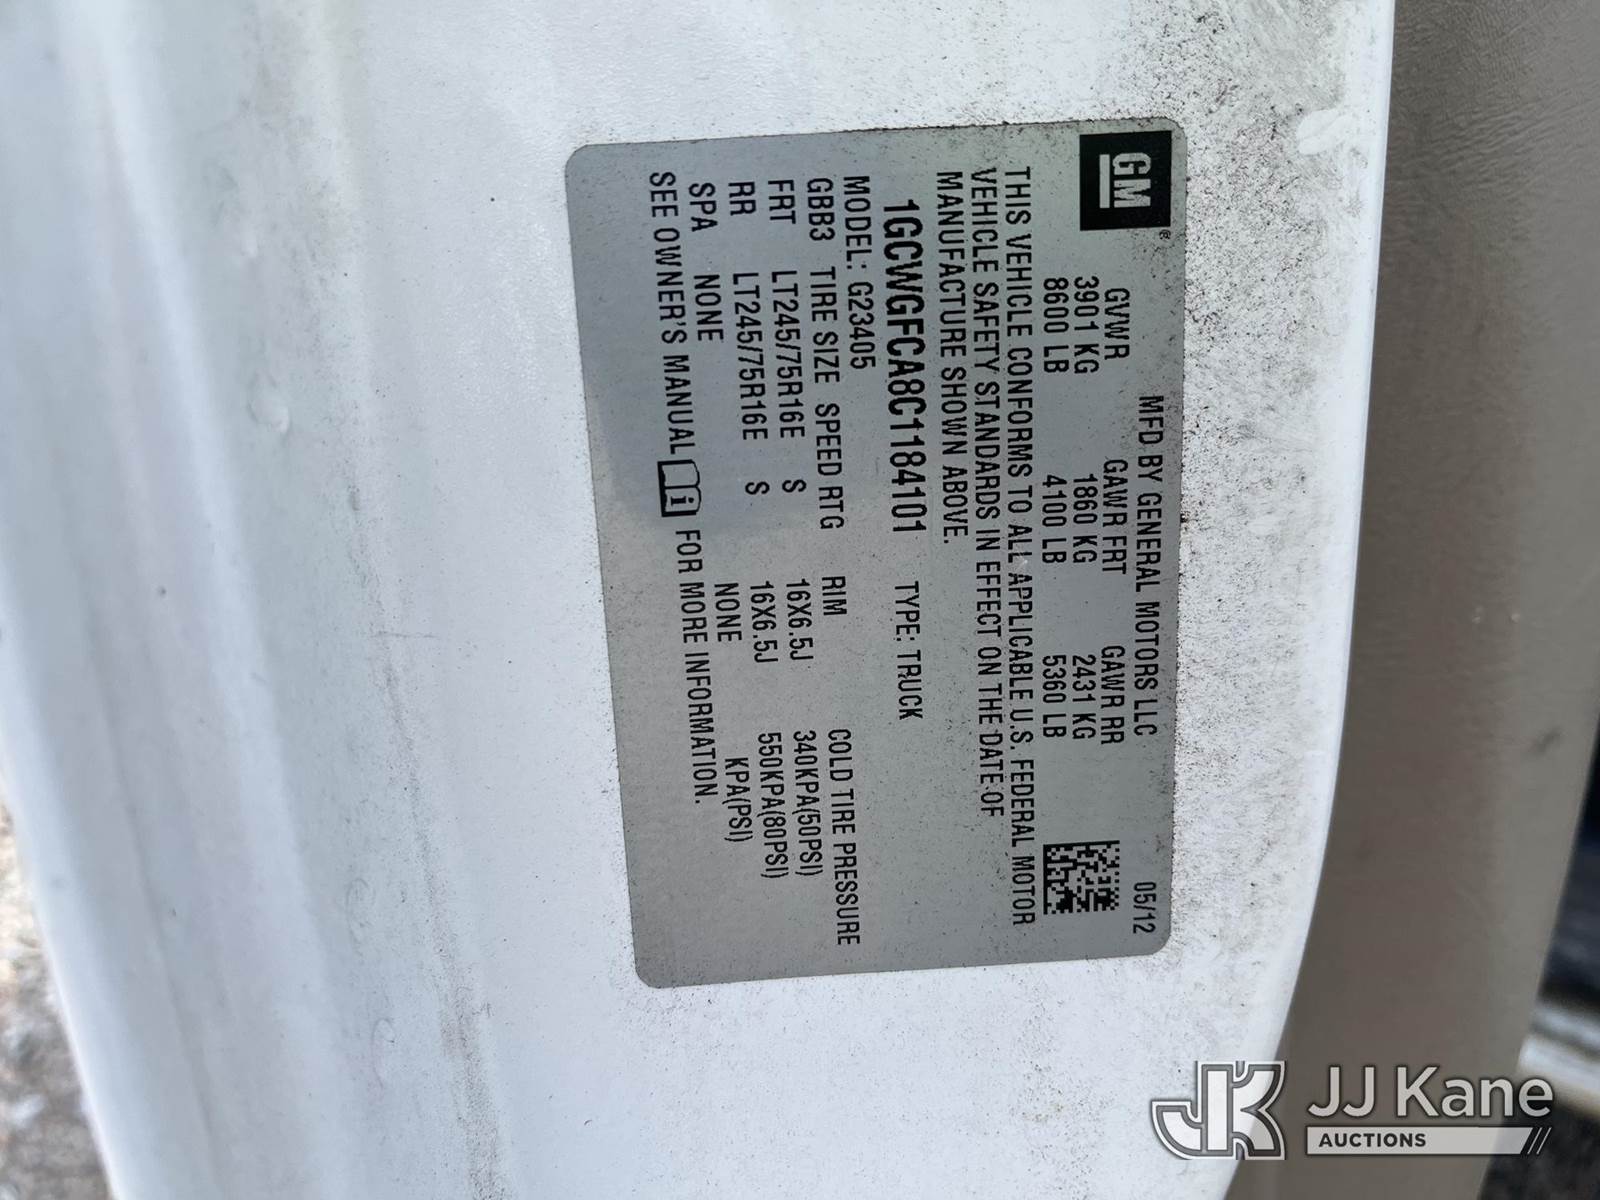 GM
MFD BY GENERAL MOTORS LLC 05/12
GVWR GAWR FRT GAWR RR
3901 KG 1860 KG 2431 KG
8600 LB 4100 LB 5360 LB
THIS VEHICLE CONFORMS TO ALL APPLICABLE U.S. FEDERAL MOTOR
VEHICLE SAFETY STANDARDS IN EFFECT ON THE DATE OF
MANUFACTURE SHOWN ABOVE.
1GCWGFCA8C1184101 TYPE: TRUCK
MODEL: G23405
GBB3 TIRE SIZE SPEED RTG RIM COLD TIRE PRESSURE
FRT LT245/75R16E S 16X6.5J 340KPA(50PSI)
RR LT245/75R16E S 16X6.5J 550KPA(80PSI)
SPA NONE NONE KPA(PSI)
SEE OWNER'S MANUAL i FOR MORE INFORMATION.
JK JJ Kane
AUCTIONS